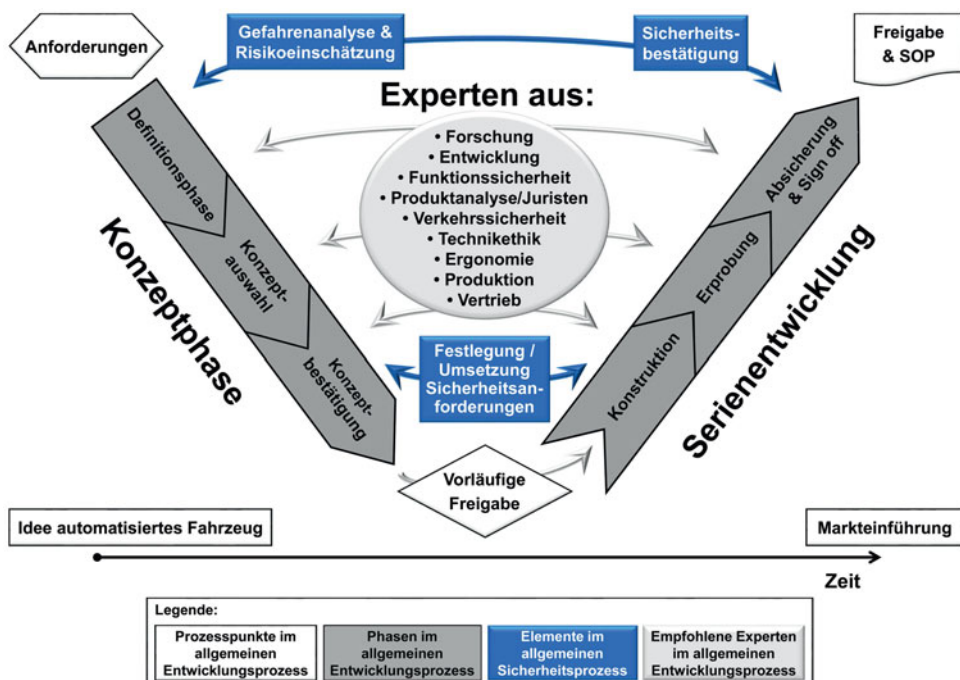 Anforderungen
Gefahrenanalyse &
Risikoeinschätzung
Sicherheits-
bestätigung
Freigabe
& SOP
Experten aus:
• Forschung
• Entwicklung
• Funktionssicherheit
• Produktanalyse/Juristen
• Verkehrssicherheit
• Technikethik
• Ergonomie
• Produktion
• Vertrieb
Konzeptphase
Definitionsphase
Konzept-
auswahl
Konzept-
bestätigung
Festlegung /
Umsetzung
Sicherheitsan-
forderungen
Vorläufige
Freigabe
Konstruktion
Erprobung
Absicherung
& Sign off
Serienentwicklung
Idee automatisiertes Fahrzeug
Markteinführung
Zeit
Legende:
Prozesspunkte im
allgemeinen
Entwicklungsprozess
Phasen im
allgemeinen
Entwicklungsprozess
Elemente im
allgemeinen
Sicherheitsprozess
Empfohlene Experten
im allgemeinen
Entwicklungsprozess